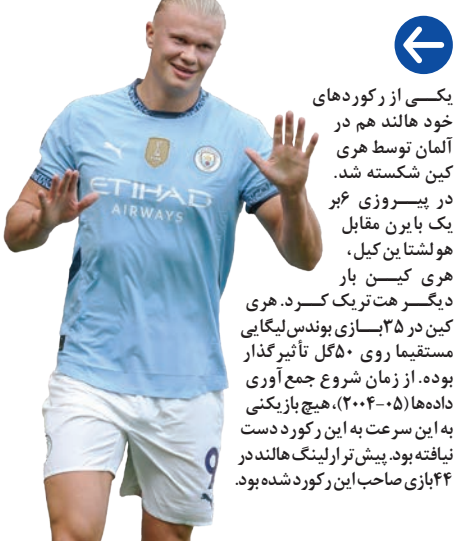 یکی از رکوردهای
خود هالند هم در
آلمان توسط هری
کین شکسته شد.
در پیروزی ۶بر
یک بایرن مقابل
هولشتاین‌کیل،
هری کین بار
دیگر هت‌تریک کرد. هری
کین در ۳۵بازی بوندس‌لیگایی
مستقیما روی ۵۰گل تأثیرگذار
بوده. از زمان شروع جمع‌آوری
داده‌ها (۰۵-۲۰۰۴)، هیچ بازیکنی
به این سرعت به این رکورد دست
نیافته بود. پیش‌تر ارلینگ هالند در
۴۴بازی صاحب این رکورد شده بود.
ETIHAD
AIRWAYS
9